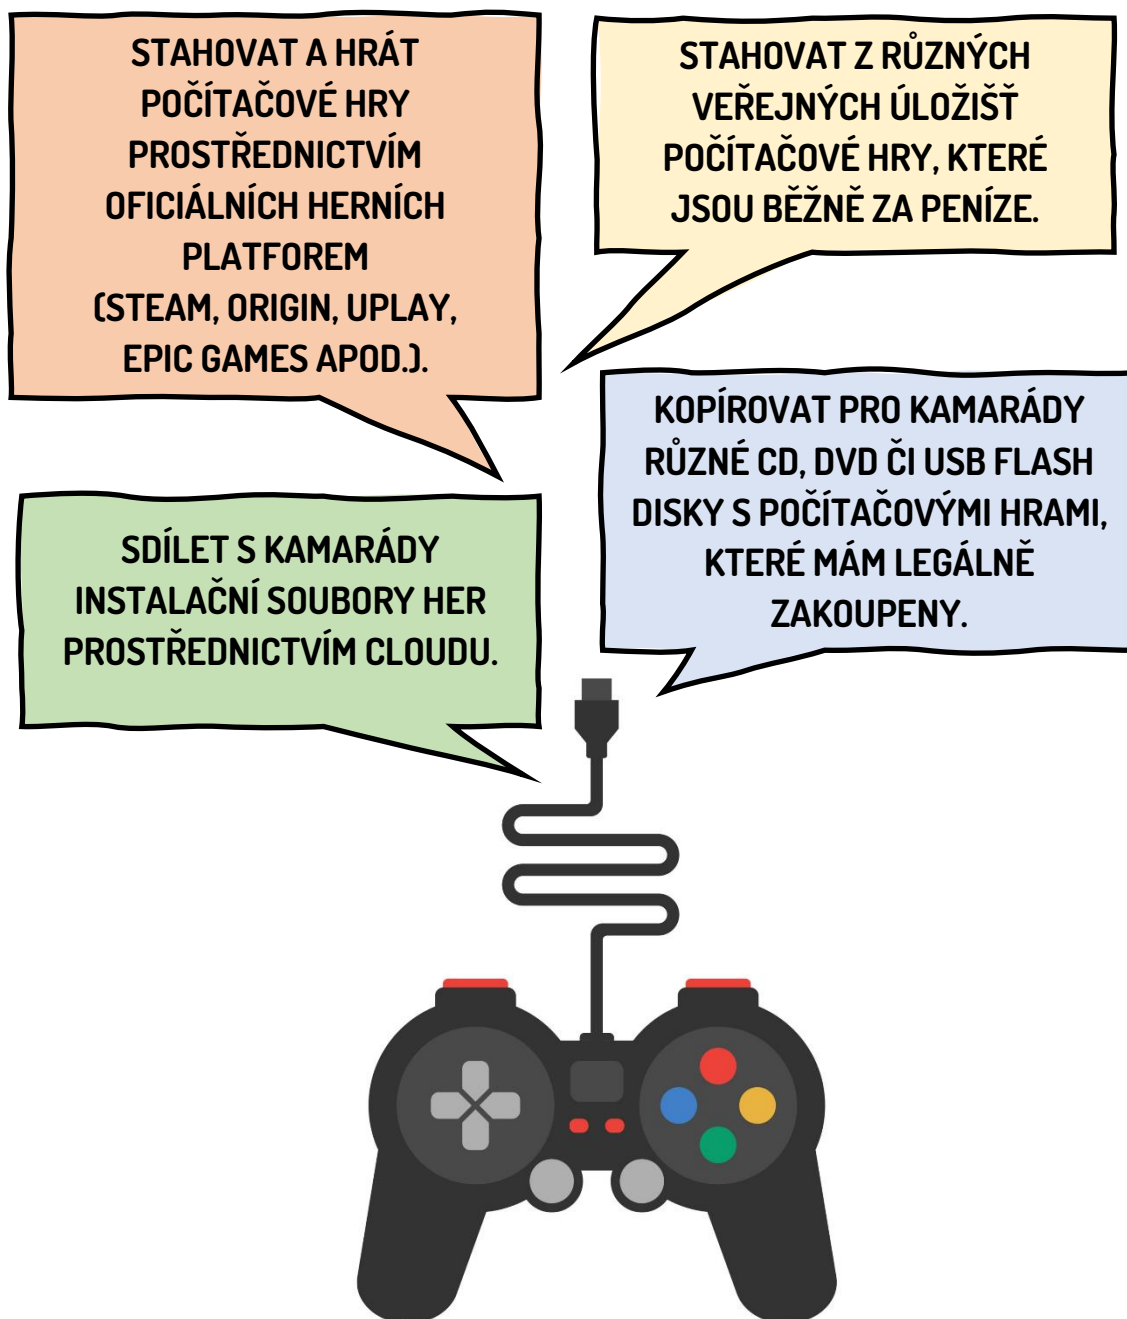 STAHOVAT A HRÁT
POČÍTAČOVÉ HRY
PROSTŘEDNICTVÍM
OFICIÁLNÍCH HERNÍCH
PLATFOREM
(STEAM, ORIGIN, UPLAY,
EPIC GAMES APOD.).
STAHOVAT Z RŮZNÝCH
VEŘEJNÝCH ÚLOŽIŠŤ
POČÍTAČOVÉ HRY, KTERÉ
JSOU BĚŽNĚ ZA PENÍZE.
SDÍLET S KAMARÁDY
INSTALAČNÍ SOUBORY HER
PROSTŘEDNICTVÍM CLOUDU.
KOPÍROVAT PRO KAMARÁDY
RŮZNÉ CD, DVD ČI USB FLASH
DISKY S POČÍTAČOVÝMI HRAMI,
KTERÉ MÁM LEGÁLNĚ
ZAKOUPENY.